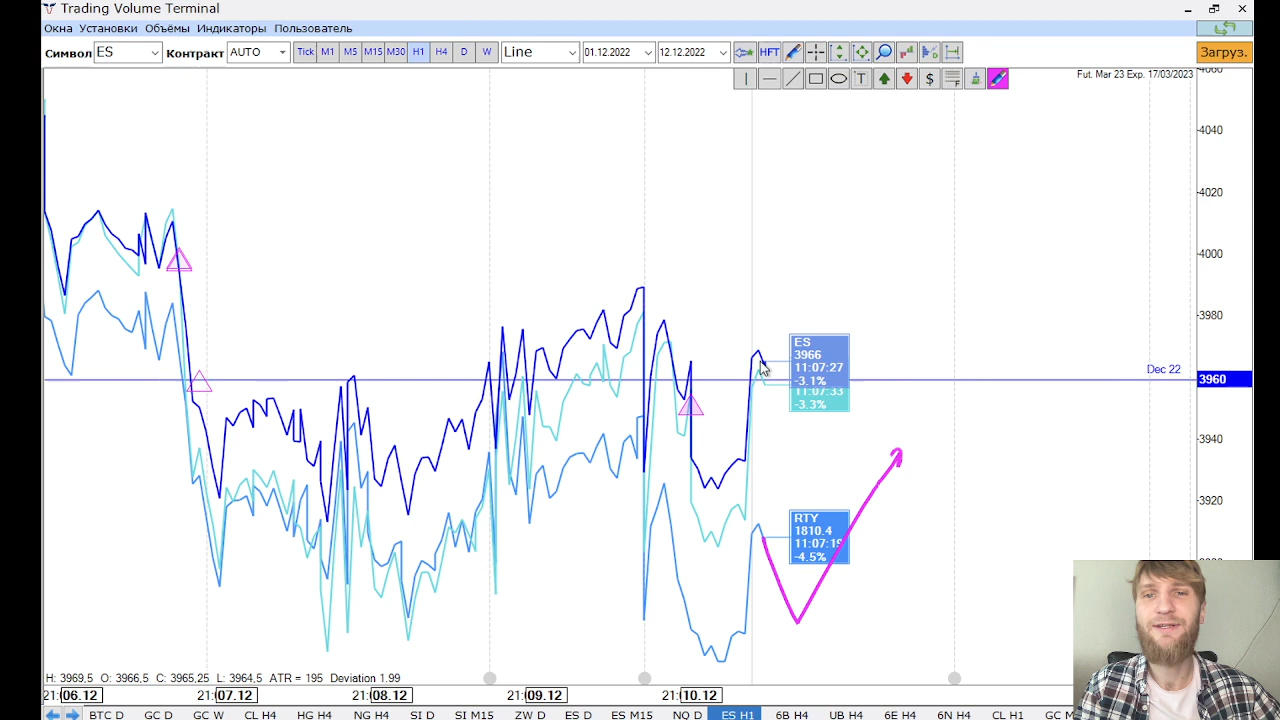 Trading Volume Terminal
Окна Установки Объёмы Индикаторы Пользователь
Символ ES Контракт AUTO Tick M1 M5 M15 M30 H1 H4 D W Line 01.12.2022 12.12.2022 HFT Загруз.
T $ F
Fut. Mar 23 Exp. 17/03/2023
4060
4040
4020
4000
3980
Dec 22
3960
3940
3920
ES
3966
11:07:27
-3.1%
11:07:33
-3.3%
RTY
1810.4
-4.5%
H: 3969,5 O: 3966,5 C: 3965,25 L: 3964,5 ATR = 195 Deviation 1.99
06.12 21: 07.12 21: 08.12 21: 09.12 21: 10.12
BTC D GC D GC W CL H4 HG H4 NG H4 SI D SI M15 ZW D ES D ES M15 NQ D ES H1 6B H4 UB H4 6E H4 6N H4 CL H1